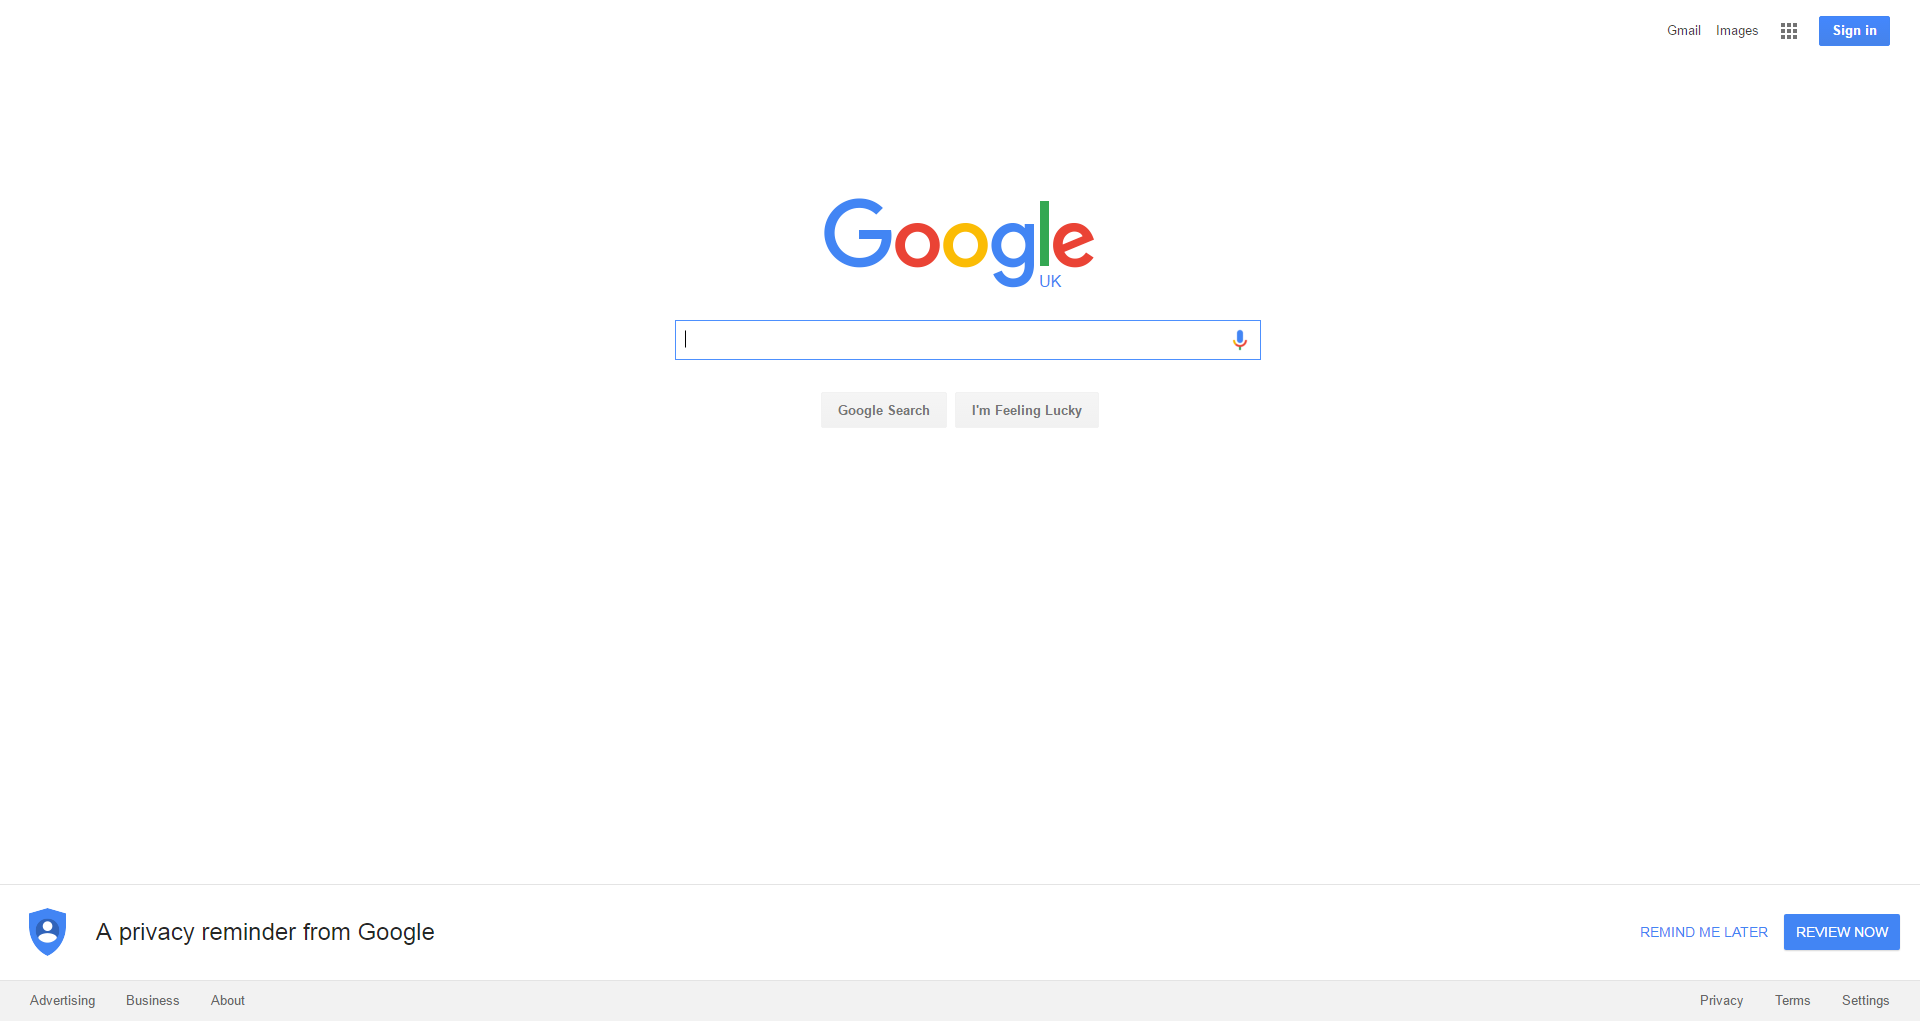 Gmail Images Sign in
Google
UK
Google Search I'm Feeling Lucky
A privacy reminder from Google REMIND ME LATER REVIEW NOW
Advertising Business About Privacy Terms Settings